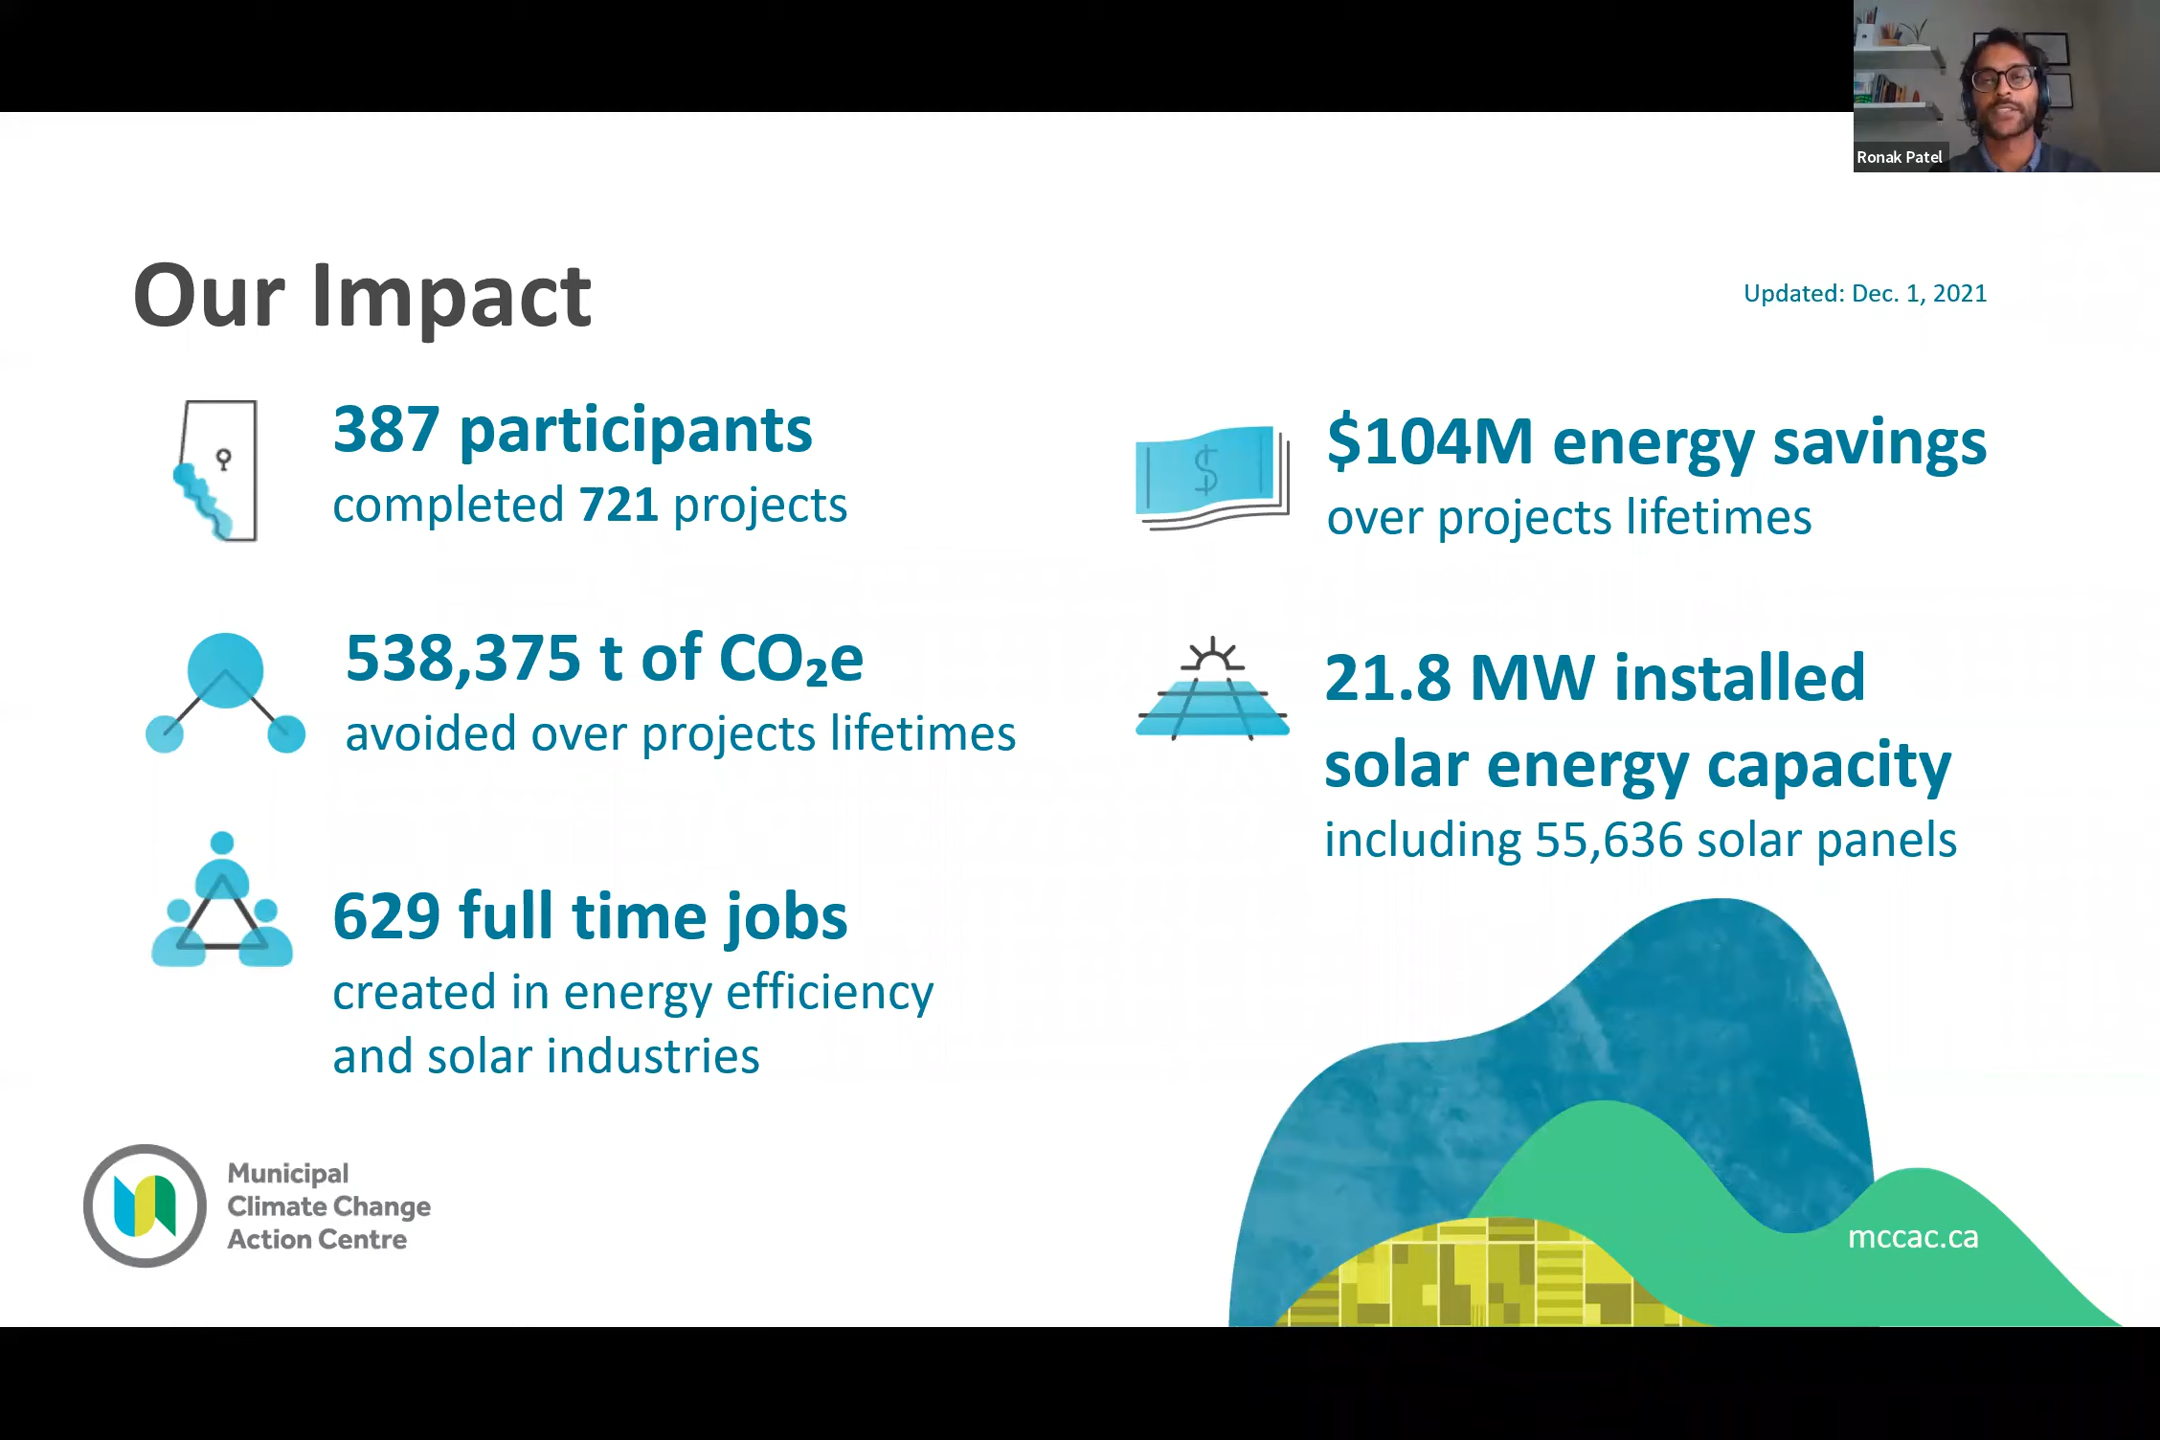 Ronak Patel
Our Impact
Updated: Dec. 1, 2021
387 participants
completed 721 projects
538,375 t of CO₂e
avoided over projects lifetimes
629 full time jobs
created in energy efficiency
and solar industries
$104M energy savings
over projects lifetimes
21.8 MW installed
solar energy capacity
including 55,636 solar panels
Municipal
Climate Change
Action Centre
mccac.ca